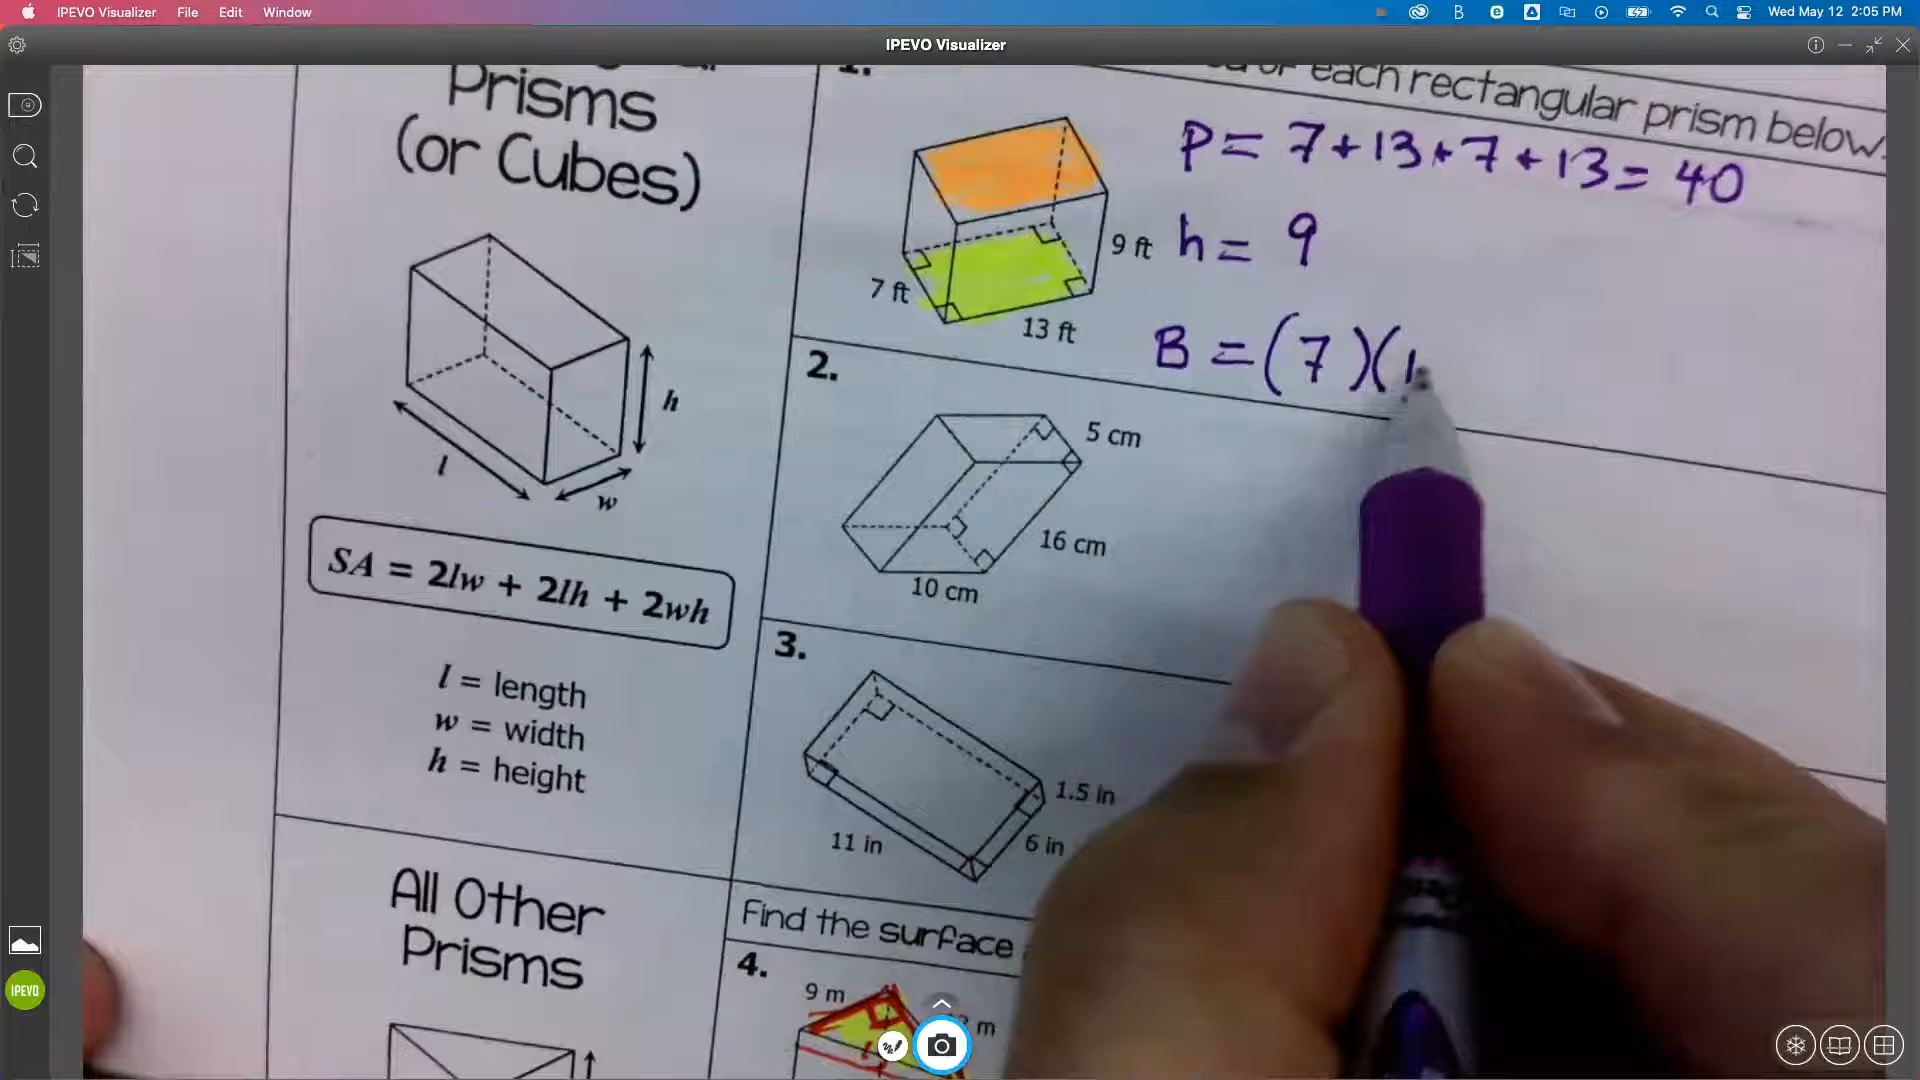 IPEVO Visualizer File Edit Window
Wed May 12 2:05 PM
IPEVO Visualizer
Prisms
(or Cubes)
h
l
w
SA = 2lw + 2lh + 2wh
l = length
w = width
h = height
All Other
Prisms
each rectangular prism below.
1.
9 ft
7 ft
13 ft
P = 7+13+7+13 = 40
h = 9
B = (7)(1
2.
5 cm
16 cm
10 cm
3.
1.5 in
11 in
6 in
Find the surface
4.
9 m
m
IPEVO